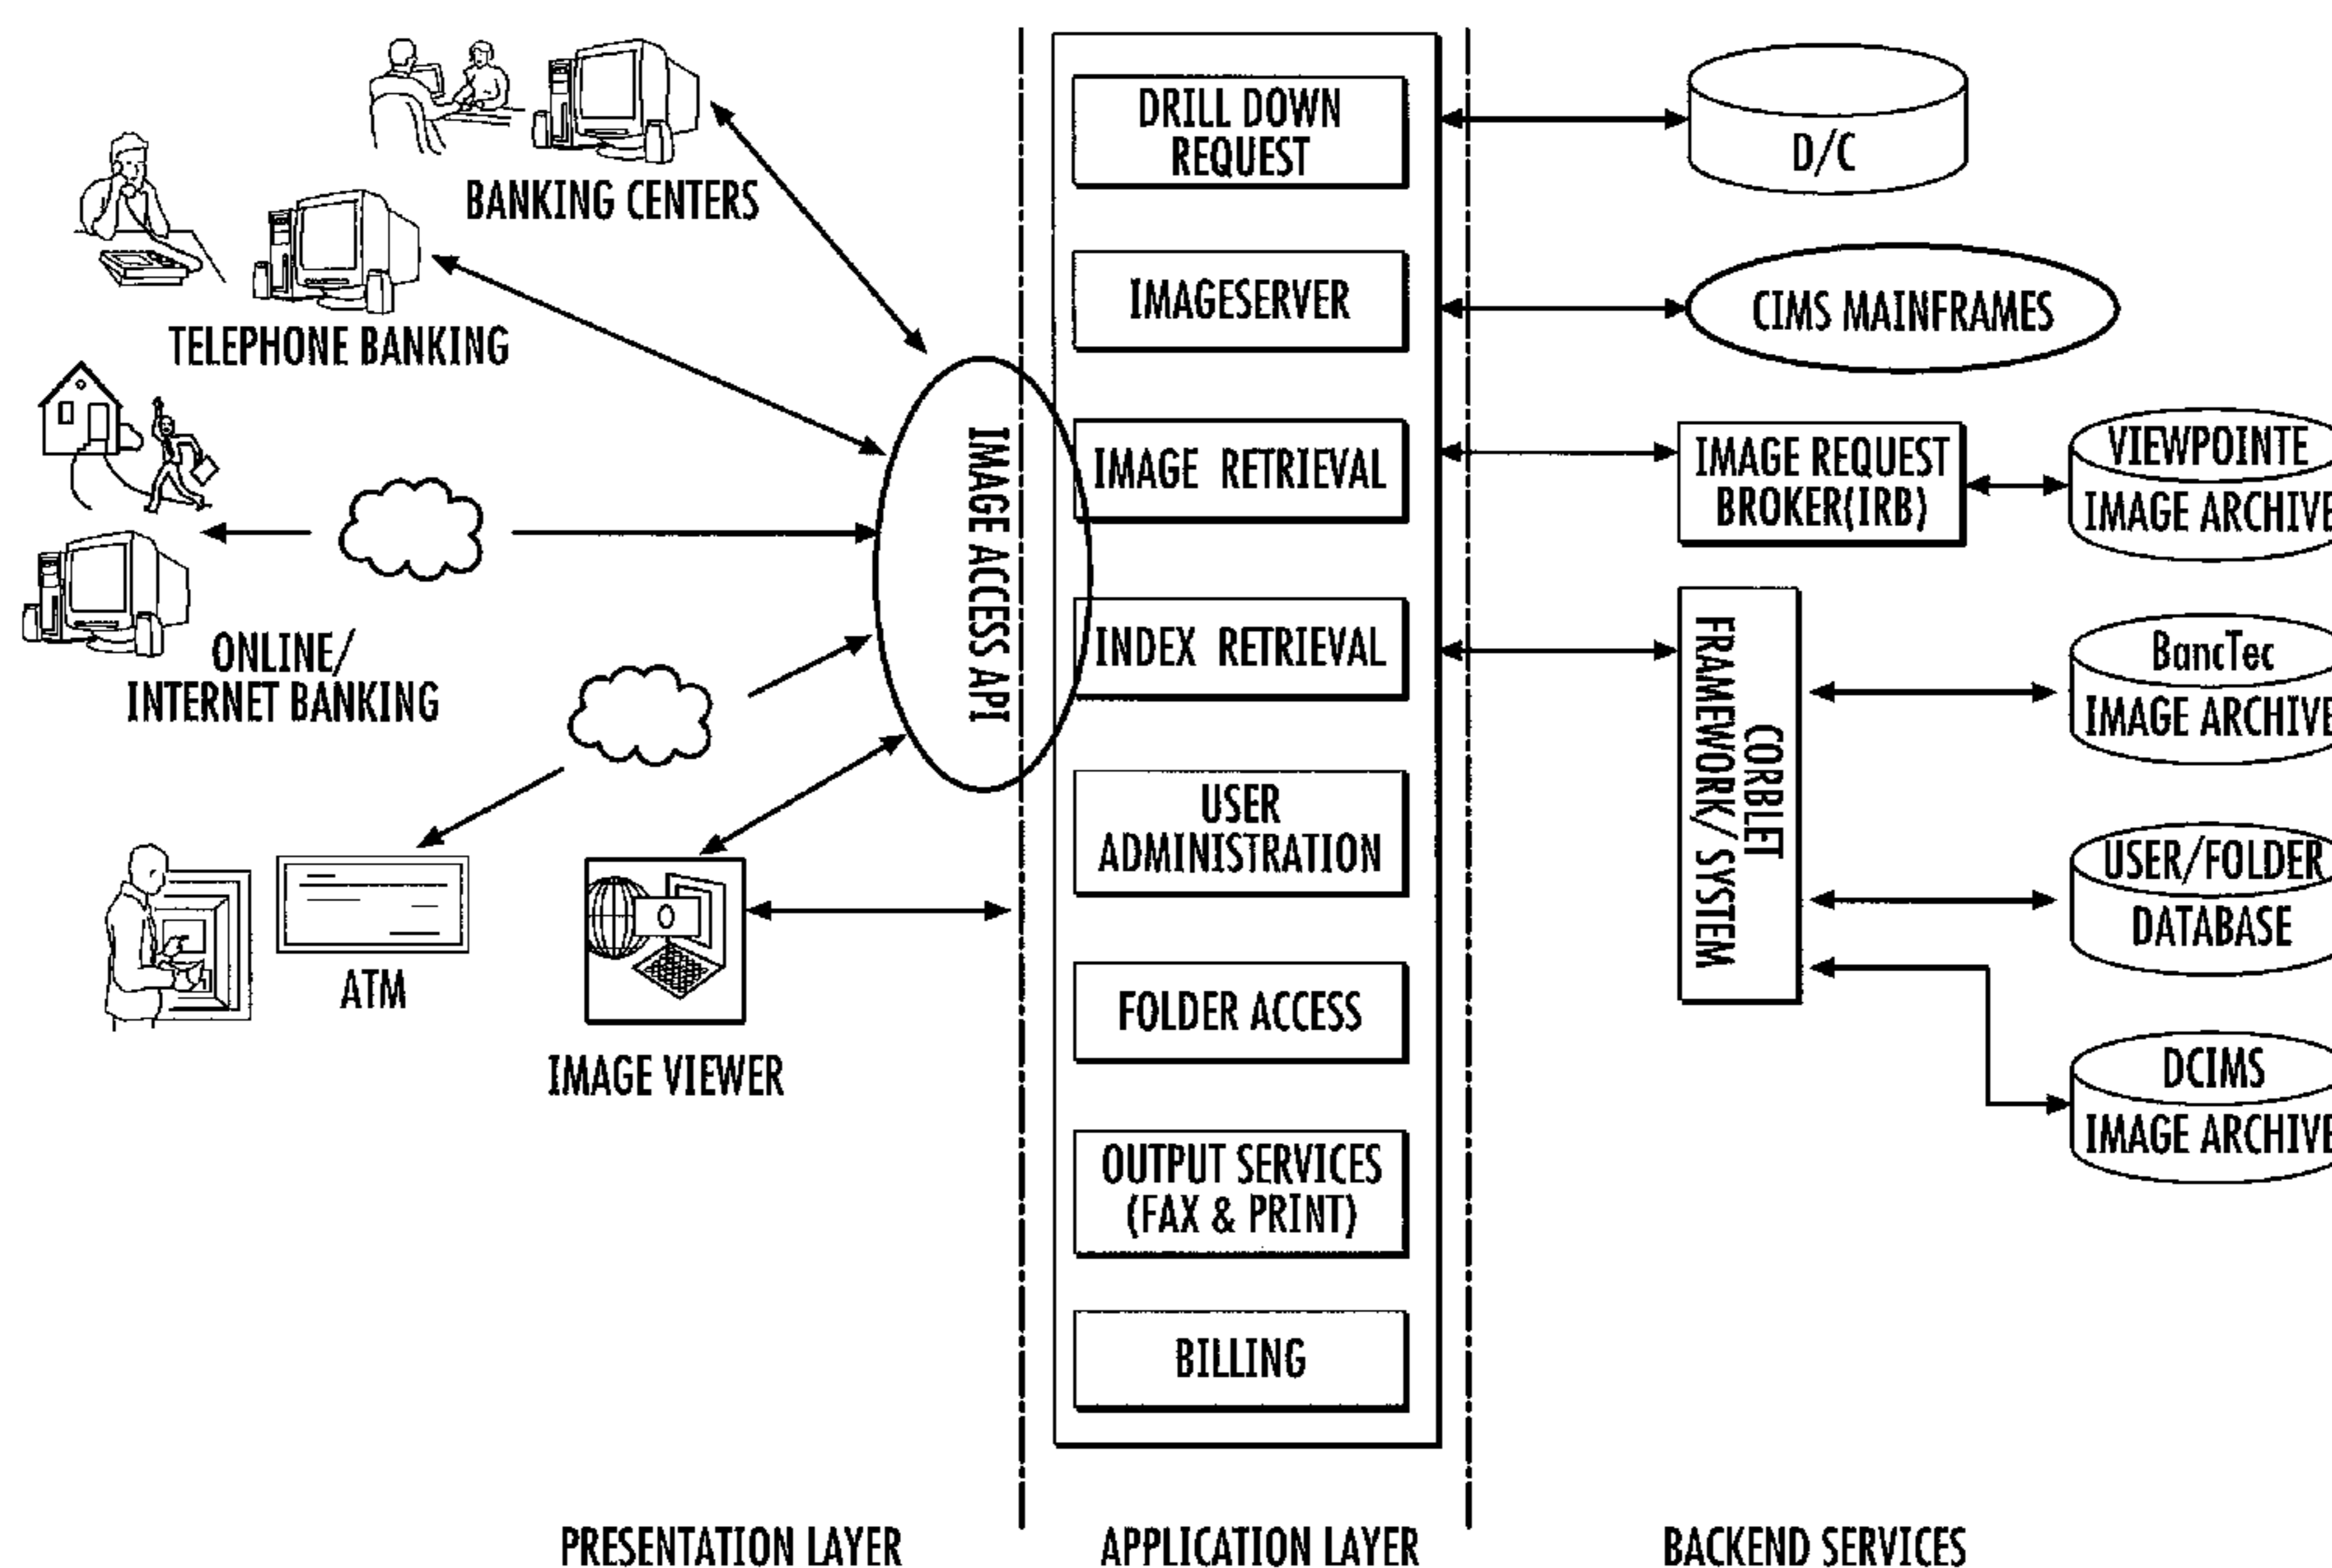 BANKING CENTERS
TELEPHONE BANKING
ONLINE/
INTERNET BANKING
ATM
IMAGE VIEWER
IMAGE ACCESS API
DRILL DOWN
REQUEST
IMAGESERVER
IMAGE RETRIEVAL
INDEX RETRIEVAL
USER
ADMINISTRATION
FOLDER ACCESS
OUTPUT SERVICES
(FAX & PRINT)
BILLING
D/C
CIMS MAINFRAMES
IMAGE REQUEST
BROKER(IRB)
VIEWPOINTE
IMAGE ARCHIVE
CORBLET
FRAMEWORK/ SYSTEM
BancTec
IMAGE ARCHIVE
USER/FOLDER
DATABASE
DCIMS
IMAGE ARCHIVE
PRESENTATION LAYER
APPLICATION LAYER
BACKEND SERVICES